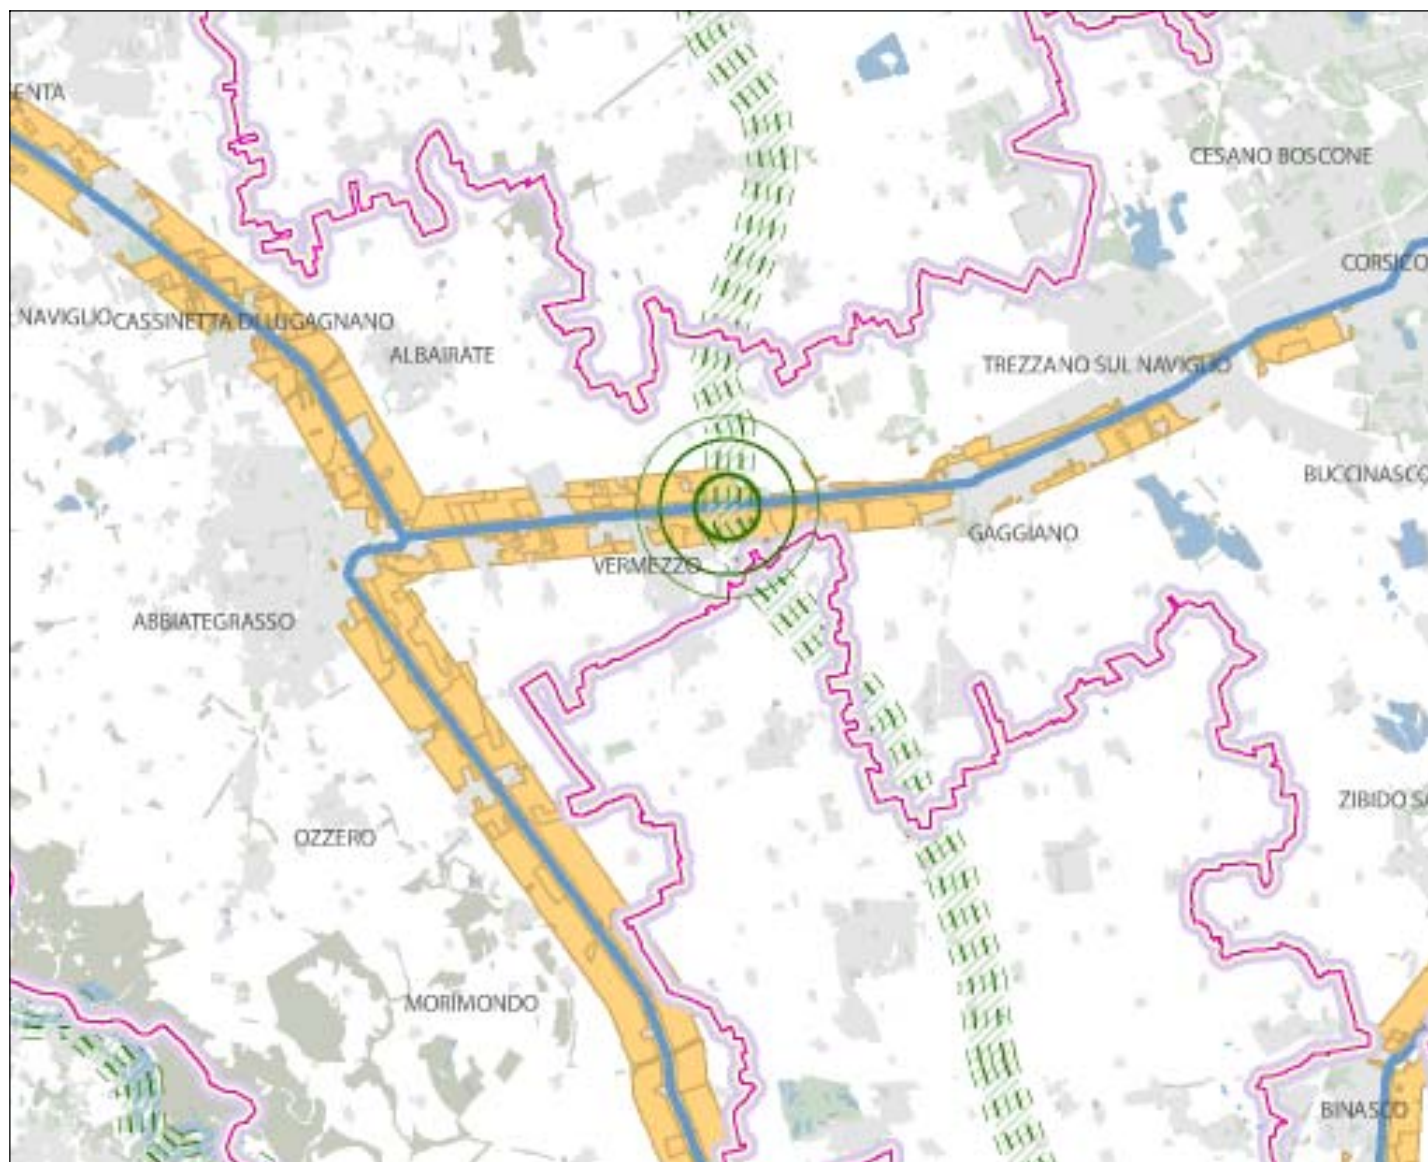 ENTA
CESANO BOSCONE
CORSICO
NAVIGLIO
CASSINETTA DI LUGAGNANO
ALBAIRATE
TREZZANO SUL NAVIGLIO
BUCCINASCO
GAGGIANO
VERMEZZO
ABBIATEGRASSO
ZIBIDO SA
OZZERO
MORIMONDO
BINASCO